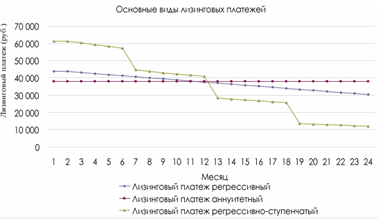 Основные виды лизинговых платежей
Лизинговый платеж (руб.)
70 000
60 000
50 000
40 000
30 000
20 000
10 000
0
1 2 3 4 5 6 7 8 9 10 11 12 13 14 15 16 17 18 19 20 21 22 23 24
Месяц
Лизинговый платеж регрессивный
Лизинговый платеж аннуитетный
Лизинговый платеж регрессивно-ступенчатый